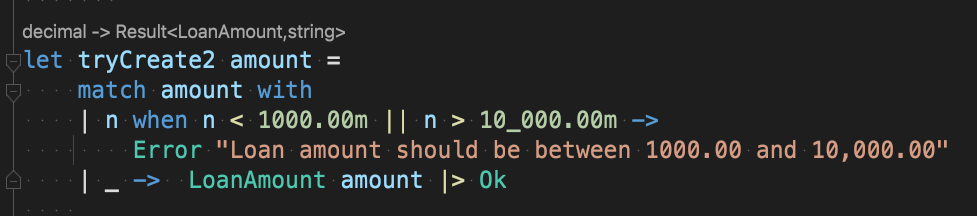 decimal -> Result<LoanAmount,string>
let tryCreate2 amount =
match amount with
| n when n < 1000.00m || n > 10_000.00m ->
Error "Loan amount should be between 1000.00 and 10,000.00"
| _ -> LoanAmount amount |> Ok